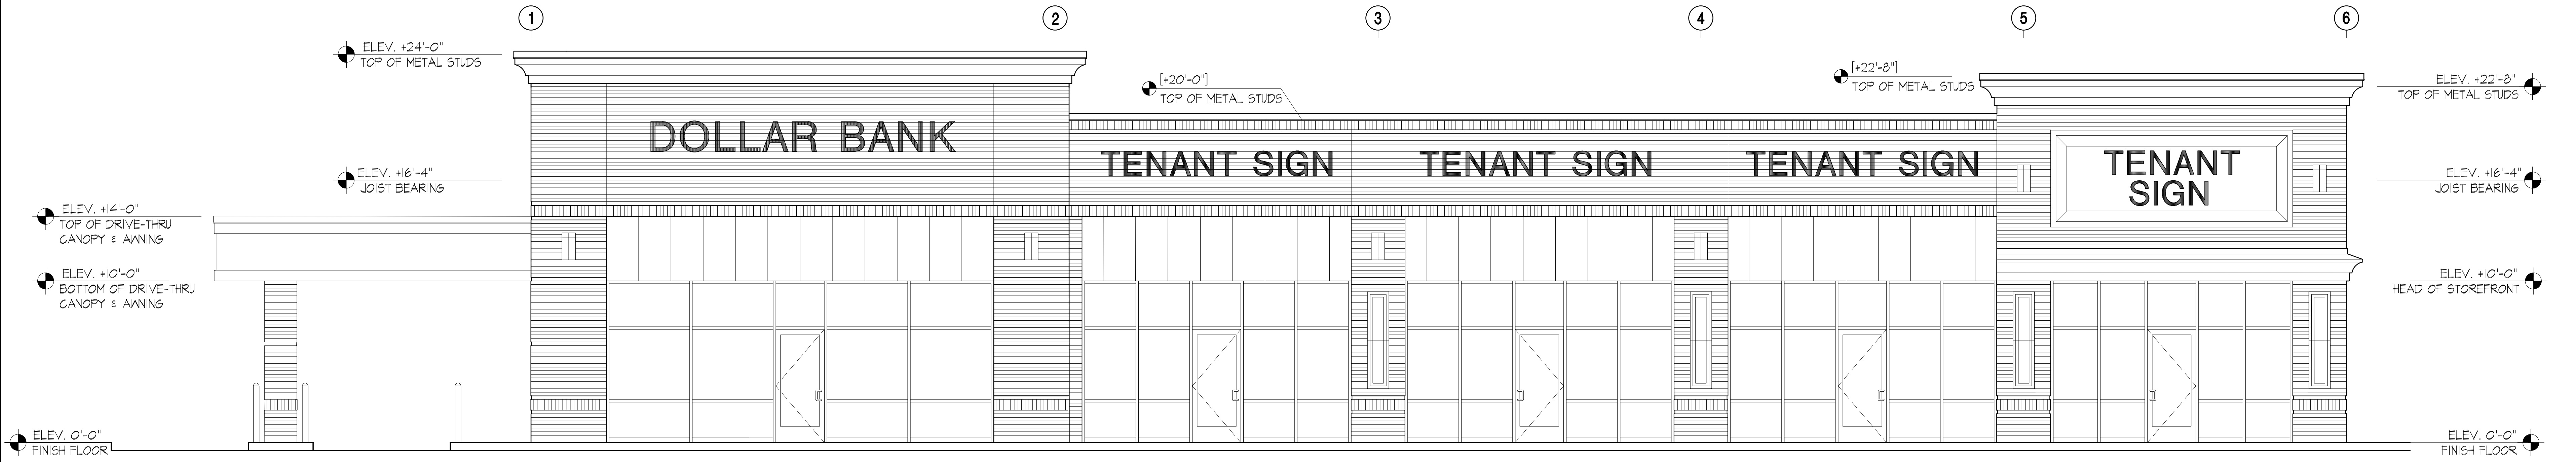 1
2
3
4
5
6
ELEV. +24'-0"
TOP OF METAL STUDS
[+20'-0"]
TOP OF METAL STUDS
[+22'-8"]
TOP OF METAL STUDS
ELEV. +22'-8"
TOP OF METAL STUDS
DOLLAR BANK
TENANT SIGN
TENANT SIGN
TENANT SIGN
TENANT
SIGN
ELEV. +16'-4"
JOIST BEARING
ELEV. +16'-4"
JOIST BEARING
ELEV. +14'-0"
TOP OF DRIVE-THRU
CANOPY & AWNING
ELEV. +10'-0"
BOTTOM OF DRIVE-THRU
CANOPY & AWNING
ELEV. +10'-0"
HEAD OF STOREFRONT
ELEV. 0'-0"
FINISH FLOOR
ELEV. 0'-0"
FINISH FLOOR